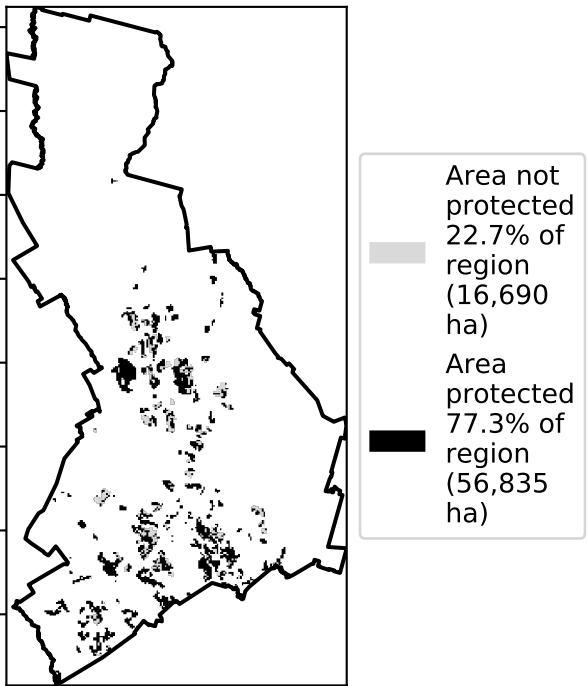 Area not
protected
22.7% of
region
(16,690
ha)
Area
protected
77.3% of
region
(56,835
ha)